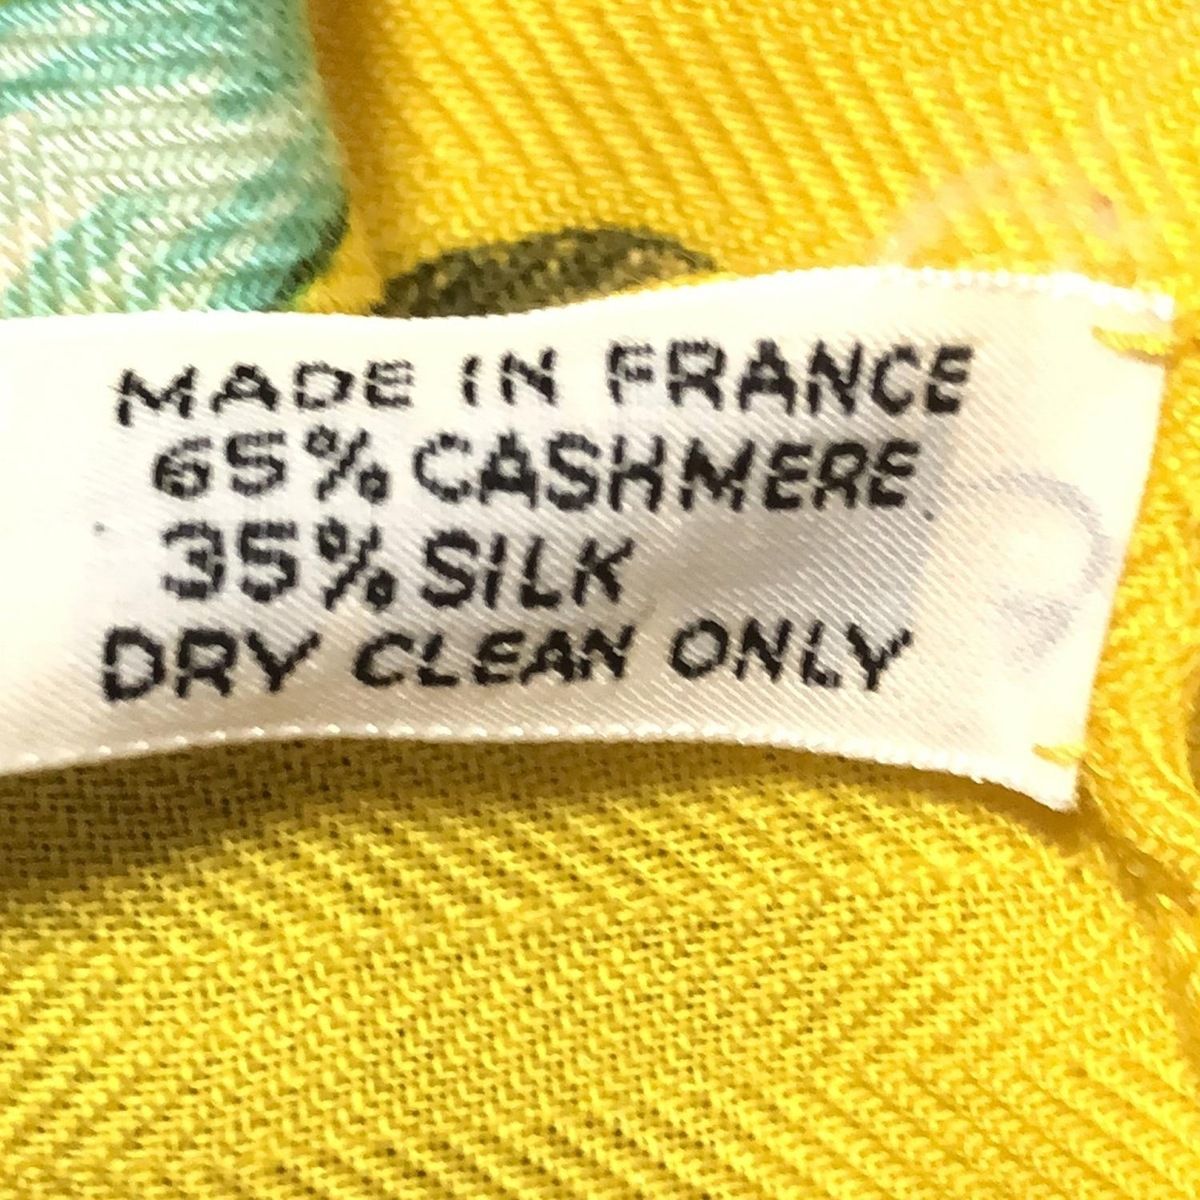 MADE IN FRANCE
65% CASHMERE
35% SILK
DRY CLEAN ONLY